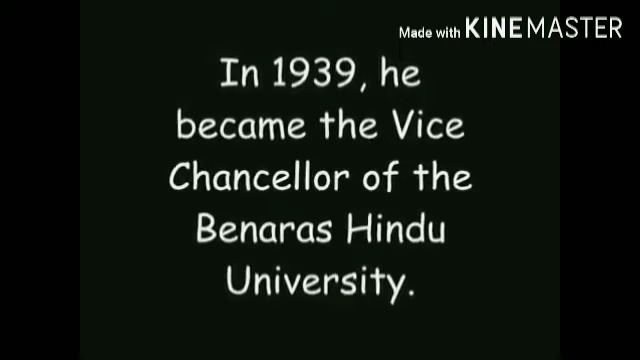 Made with KINEMASTER
In 1939, he
became the Vice
Chancellor of the
Benaras Hindu
University.